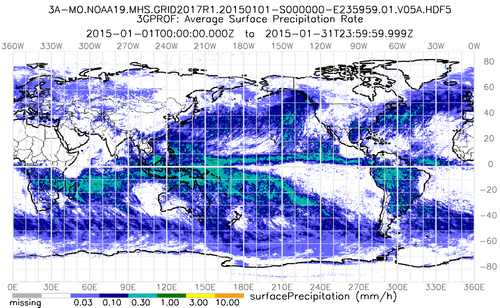 3A-MO.NOAA19.MHS.GRID2017R1.20150101-S000000-E235959.01.V05A.HDF5
3GPROF: Average Surface Precipitation Rate
2015-01-01T00:00:00.000Z to 2015-01-31T23:59:59.999Z
360W 330W 300W 270W 240W 210W 180W 150W 120W 90W 60W 30W 0W
80
60
40
20
0
-20
-40
-60
-80
0E 30E 60E 90E 120E 150E 180E 210E 240E 270E 300E 330E 360E
missing 0.03 0.10 0.30 1.00 3.00 10.00 surfacePrecipitation (mm/h)